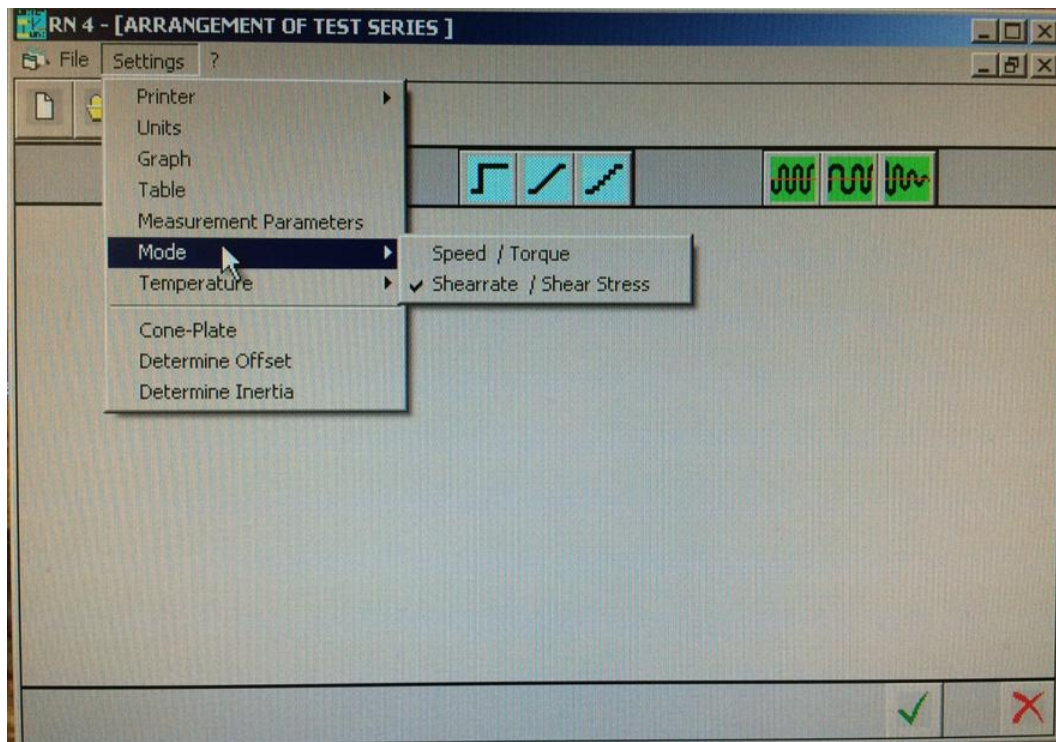 RN 4 - [ARRANGEMENT OF TEST SERIES ]
File Settings ?
Printer
Units
Graph
Table
Measurement Parameters
Mode
Speed / Torque
Temperature
Shearrate / Shear Stress
Cone-Plate
Determine Offset
Determine Inertia